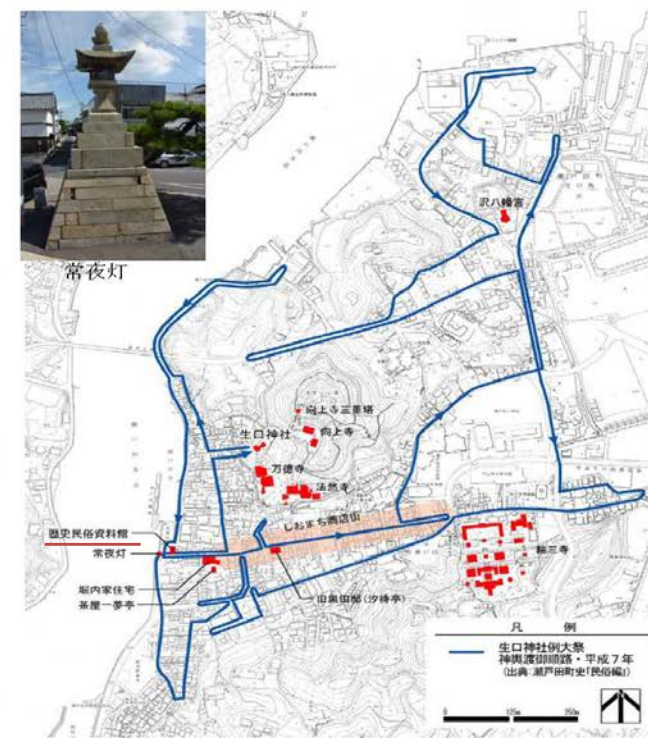 常夜灯
沢八幡宮
向上寺三重塔
向上寺
生口神社
万徳寺
法然寺
しおまち商店街
歴史民俗資料館
常夜灯
堀内家住宅
茶屋一夢亭
旧黒田邸(汐待亭)
耕三寺
凡 例
生口神社例大祭
神輿渡御順路・平成7年
(出典:瀬戸田町史「民俗編」)
0 125m 250m